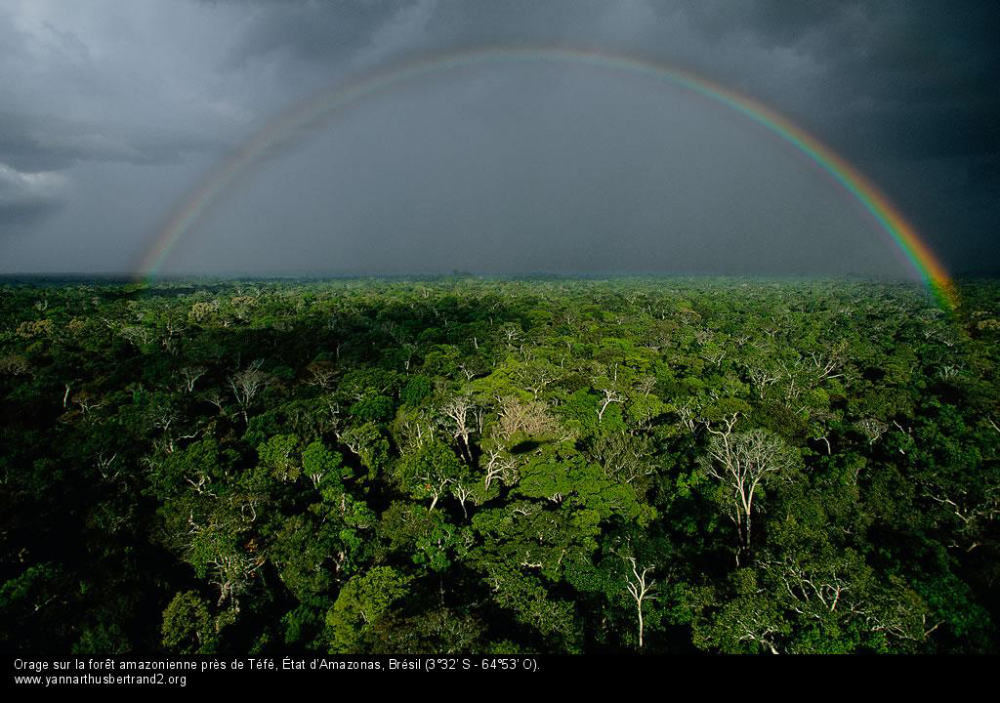 Orage sur la forêt amazonienne près de Téfé, État d'Amazonas, Brésil (3°32' S - 64°53' O).
www.yannarthusbertrand2.org